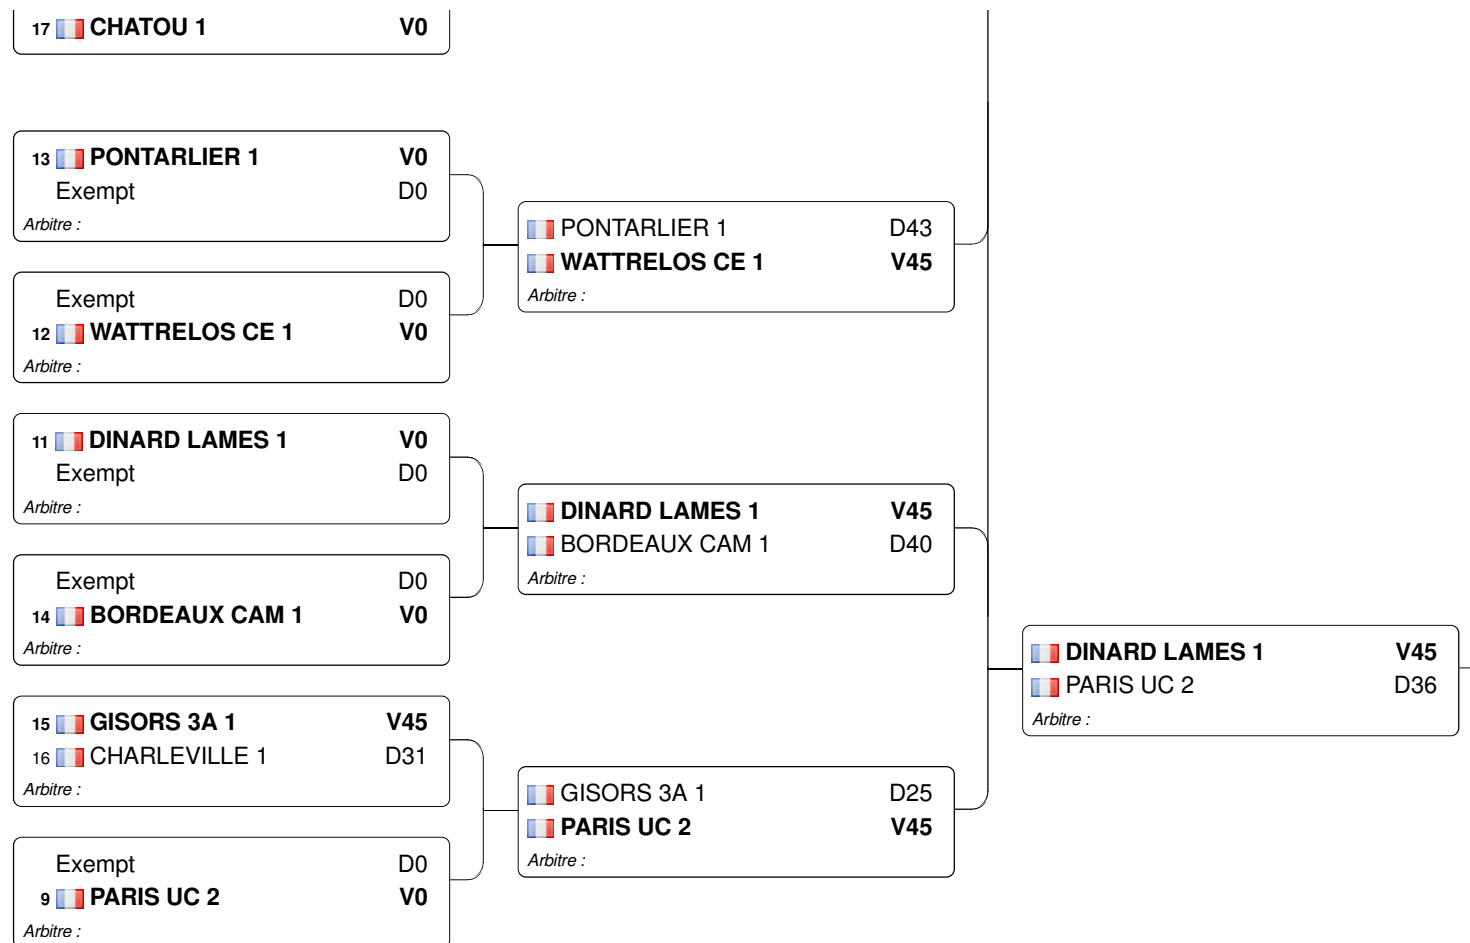 17 CHATOU 1 V0
13 PONTARLIER 1 V0
Exempt D0
Arbitre :
Exempt D0
12 WATTRELOS CE 1 V0
Arbitre :
11 DINARD LAMES 1 V0
Exempt D0
Arbitre :
Exempt D0
14 BORDEAUX CAM 1 V0
Arbitre :
15 GISORS 3A 1 V45
16 CHARLEVILLE 1 D31
Arbitre :
Exempt D0
9 PARIS UC 2 V0
Arbitre :
PONTARLIER 1 D43
WATTRELOS CE 1 V45
Arbitre :
DINARD LAMES 1 V45
BORDEAUX CAM 1 D40
Arbitre :
GISORS 3A 1 D25
PARIS UC 2 V45
Arbitre :
DINARD LAMES 1 V45
PARIS UC 2 D36
Arbitre :